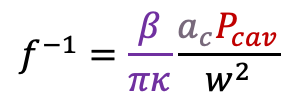 f⁻¹ = β/πκ a_c P_cav/w²